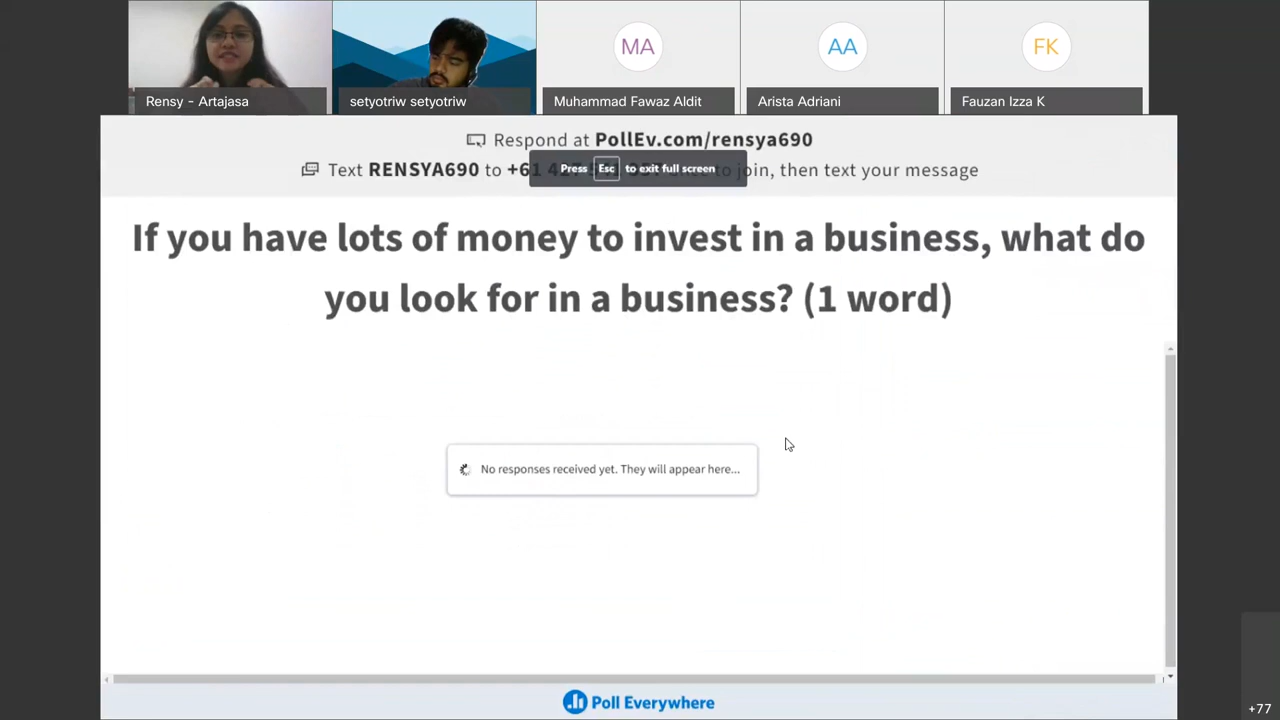 MA
AA
FK
Rensy - Artajasa
setyotriw setyotriw
Muhammad Fawaz Aldit
Arista Adriani
Fauzan Izza K
Respond at PollEv.com/rensya690
Text RENSYA690 to +61 to join, then text your message
Press Esc to exit full screen
If you have lots of money to invest in a business, what do
you look for in a business? (1 word)
No responses received yet. They will appear here...
Poll Everywhere
+77